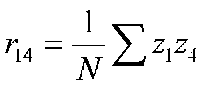 r₁₄ = 1/N ∑ z₁z₄